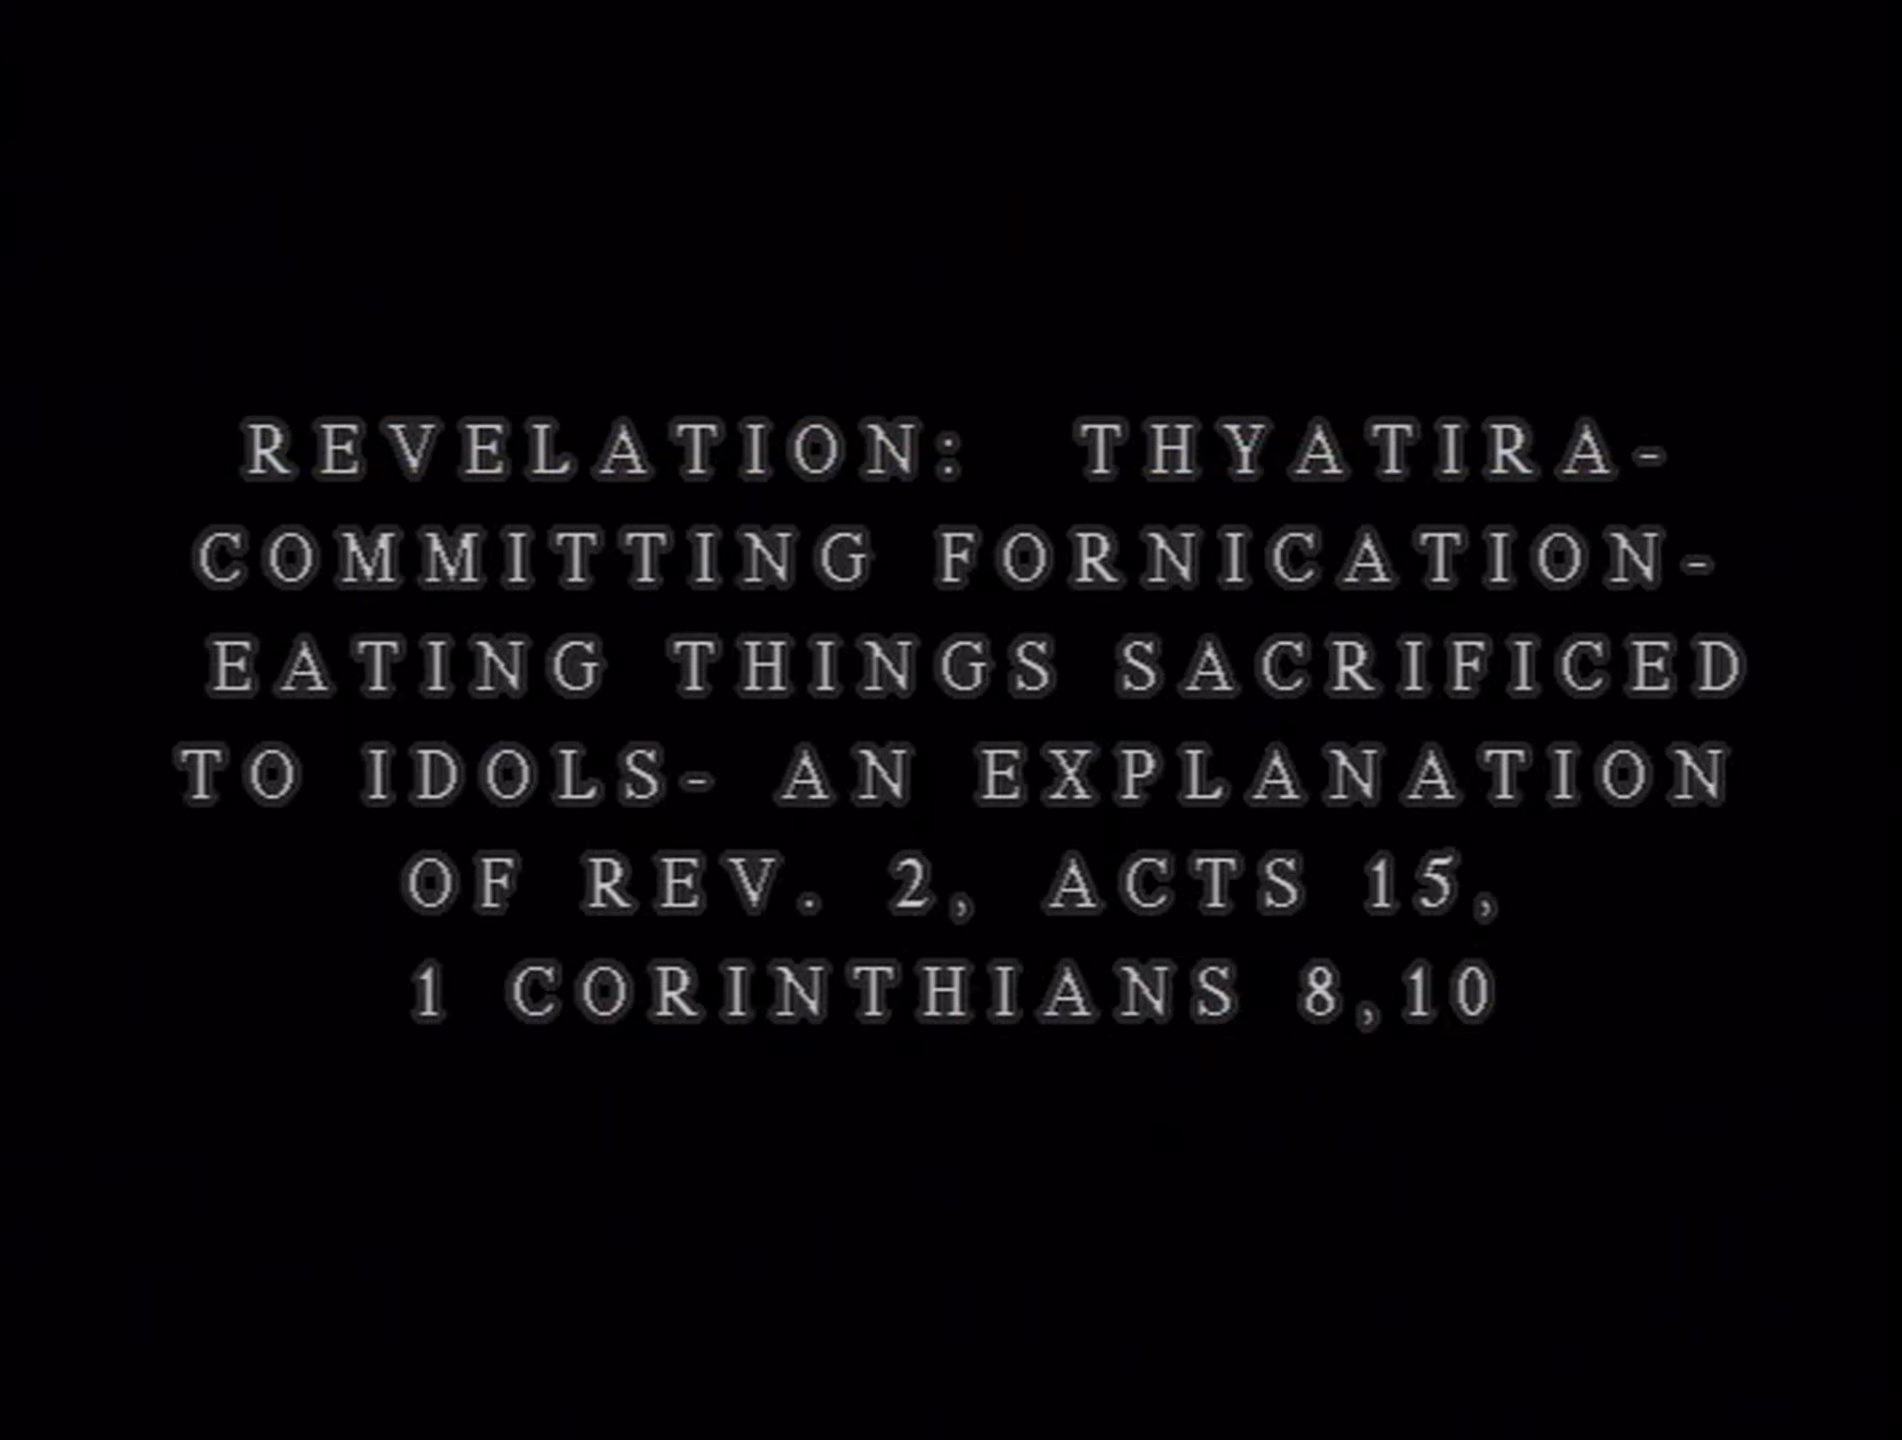 REVELATION: THYATIRA-
COMMITTING FORNICATION-
EATING THINGS SACRIFICED
TO IDOLS- AN EXPLANATION
OF REV. 2, ACTS 15,
1 CORINTHIANS 8,10